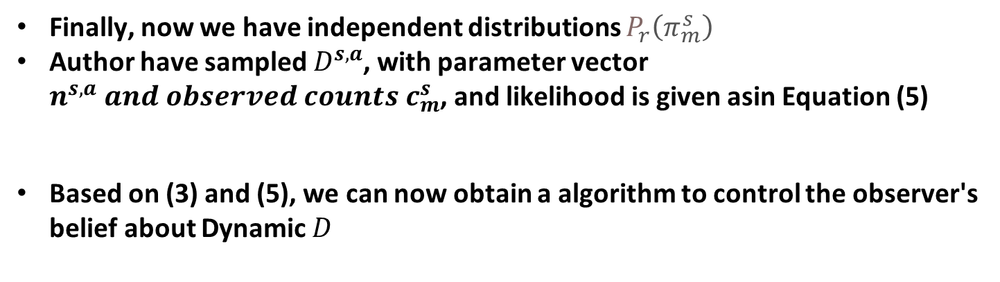 • Finally, now we have independent distributions $P_r(\pi_m^s)$
• Author have sampled $D^{s,a}$, with parameter vector
$n^{s,a}$ and observed counts $c_m^s$, and likelihood is given asin Equation (5)
• Based on (3) and (5), we can now obtain a algorithm to control the observer's
belief about Dynamic $D$